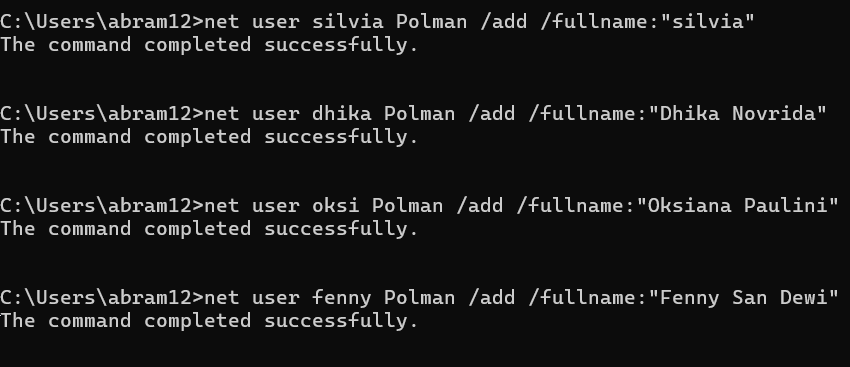 C:\Users\abram12>net user silvia Polman /add /fullname:"silvia"
The command completed successfully.
C:\Users\abram12>net user dhika Polman /add /fullname:"Dhika Novrida"
The command completed successfully.
C:\Users\abram12>net user oksi Polman /add /fullname:"Oksiana Paulini"
The command completed successfully.
C:\Users\abram12>net user fenny Polman /add /fullname:"Fenny San Dewi"
The command completed successfully.